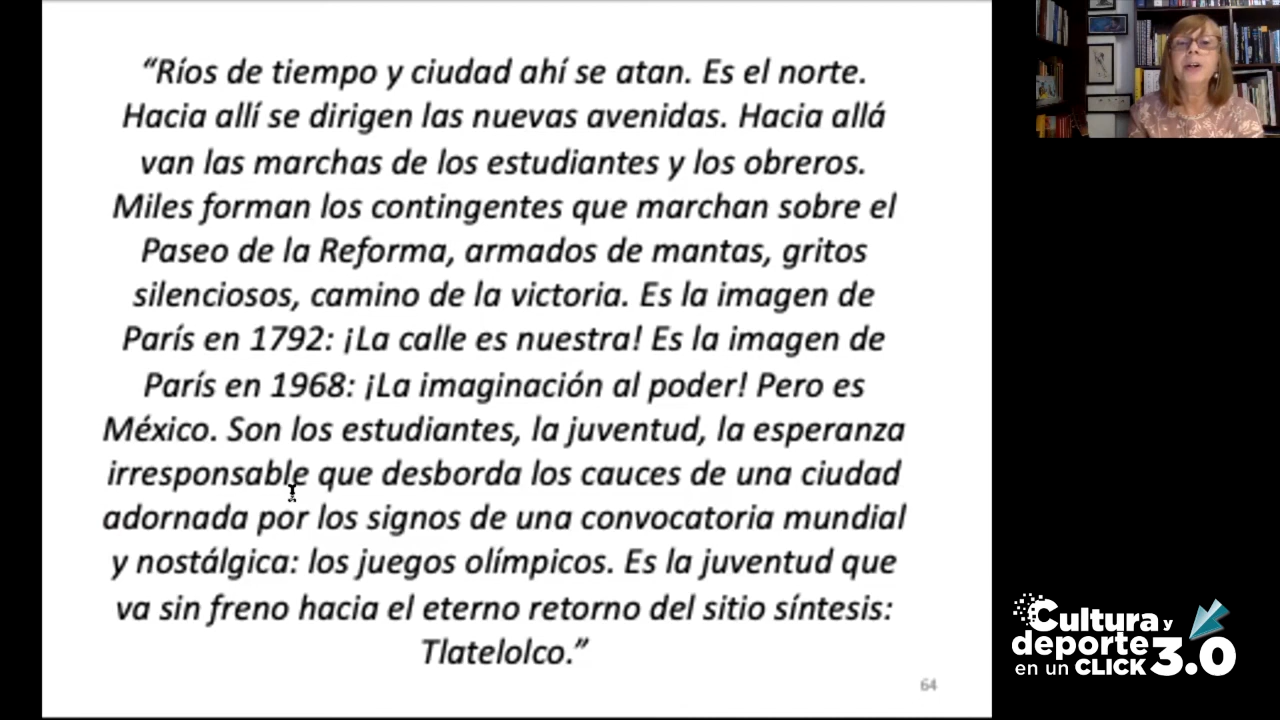 “Ríos de tiempo y ciudad ahí se atan. Es el norte.
Hacia allí se dirigen las nuevas avenidas. Hacia allá
van las marchas de los estudiantes y los obreros.
Miles forman los contingentes que marchan sobre el
Paseo de la Reforma, armados de mantas, gritos
silenciosos, camino de la victoria. Es la imagen de
París en 1792: ¡La calle es nuestra! Es la imagen de
París en 1968: ¡La imaginación al poder! Pero es
México. Son los estudiantes, la juventud, la esperanza
irresponsable que desborda los cauces de una ciudad
adornada por los signos de una convocatoria mundial
y nostálgica: los juegos olímpicos. Es la juventud que
va sin freno hacia el eterno retorno del sitio síntesis:
Tlatelolco.”
64
Cultura y
deporte
en un CLICK 3.0